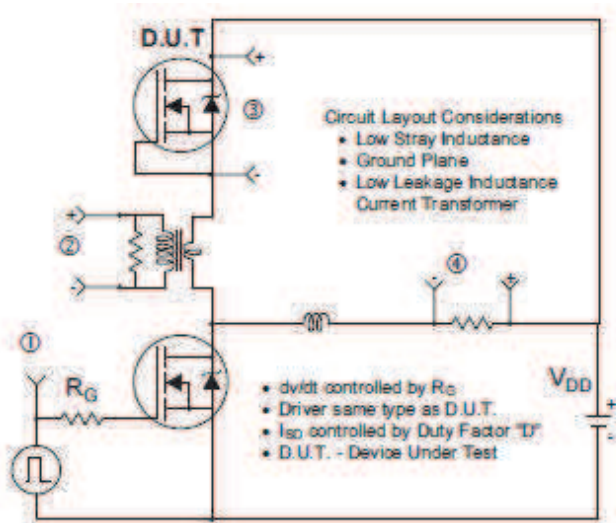 D.U.T
+
③
-
Circuit Layout Considerations
• Low Stray Inductance
• Ground Plane
• Low Leakage Inductance
Current Transformer
+
②
-
④
- +
①
RG
VDD
+
-
• dv/dt controlled by RG
• Driver same type as D.U.T.
• ISD controlled by Duty Factor "D"
• D.U.T. - Device Under Test